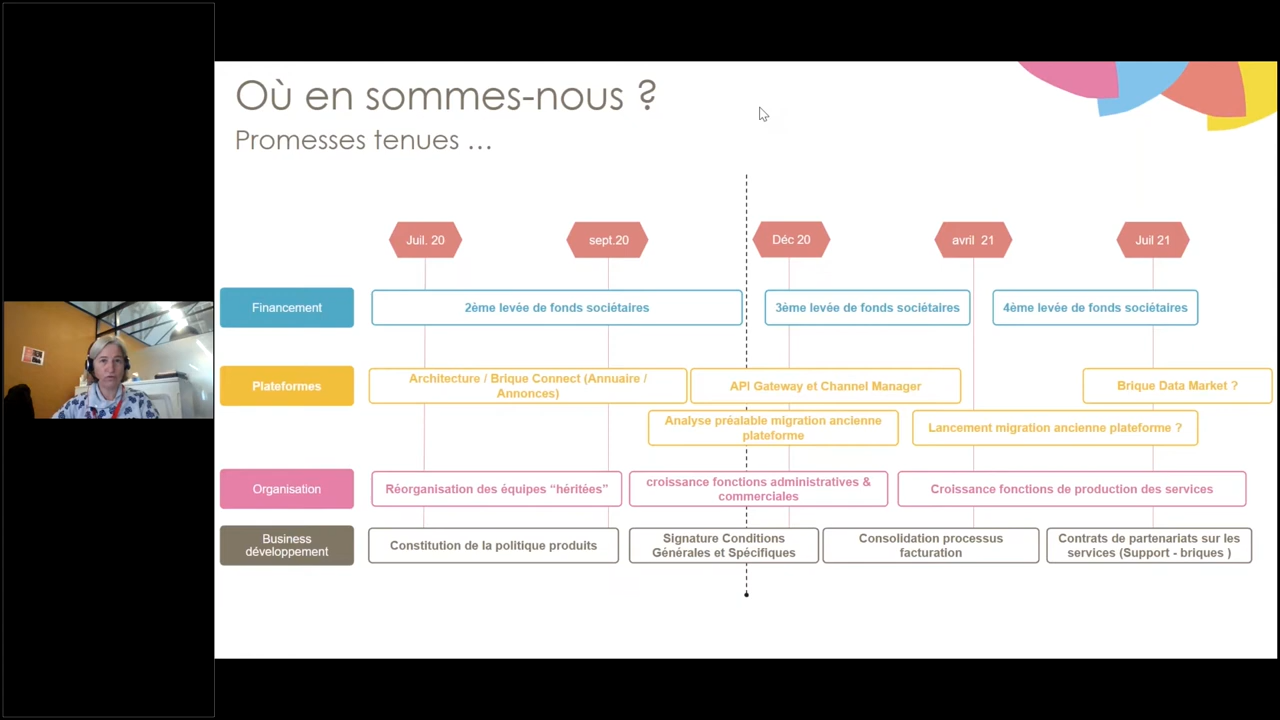 Où en sommes-nous ?
Promesses tenues ...
Juil. 20
sept.20
Déc 20
avril 21
Juil 21
Financement
2ème levée de fonds sociétaires
3ème levée de fonds sociétaires
4ème levée de fonds sociétaires
Plateformes
Architecture / Brique Connect (Annuaire /
Annonces)
API Gateway et Channel Manager
Brique Data Market ?
Analyse préalable migration ancienne
plateforme
Lancement migration ancienne plateforme ?
Organisation
Réorganisation des équipes “héritées”
croissance fonctions administratives &
commerciales
Croissance fonctions de production des services
Business
développement
Constitution de la politique produits
Signature Conditions
Générales et Spécifiques
Consolidation processus
facturation
Contrats de partenariats sur les
services (Support - briques )